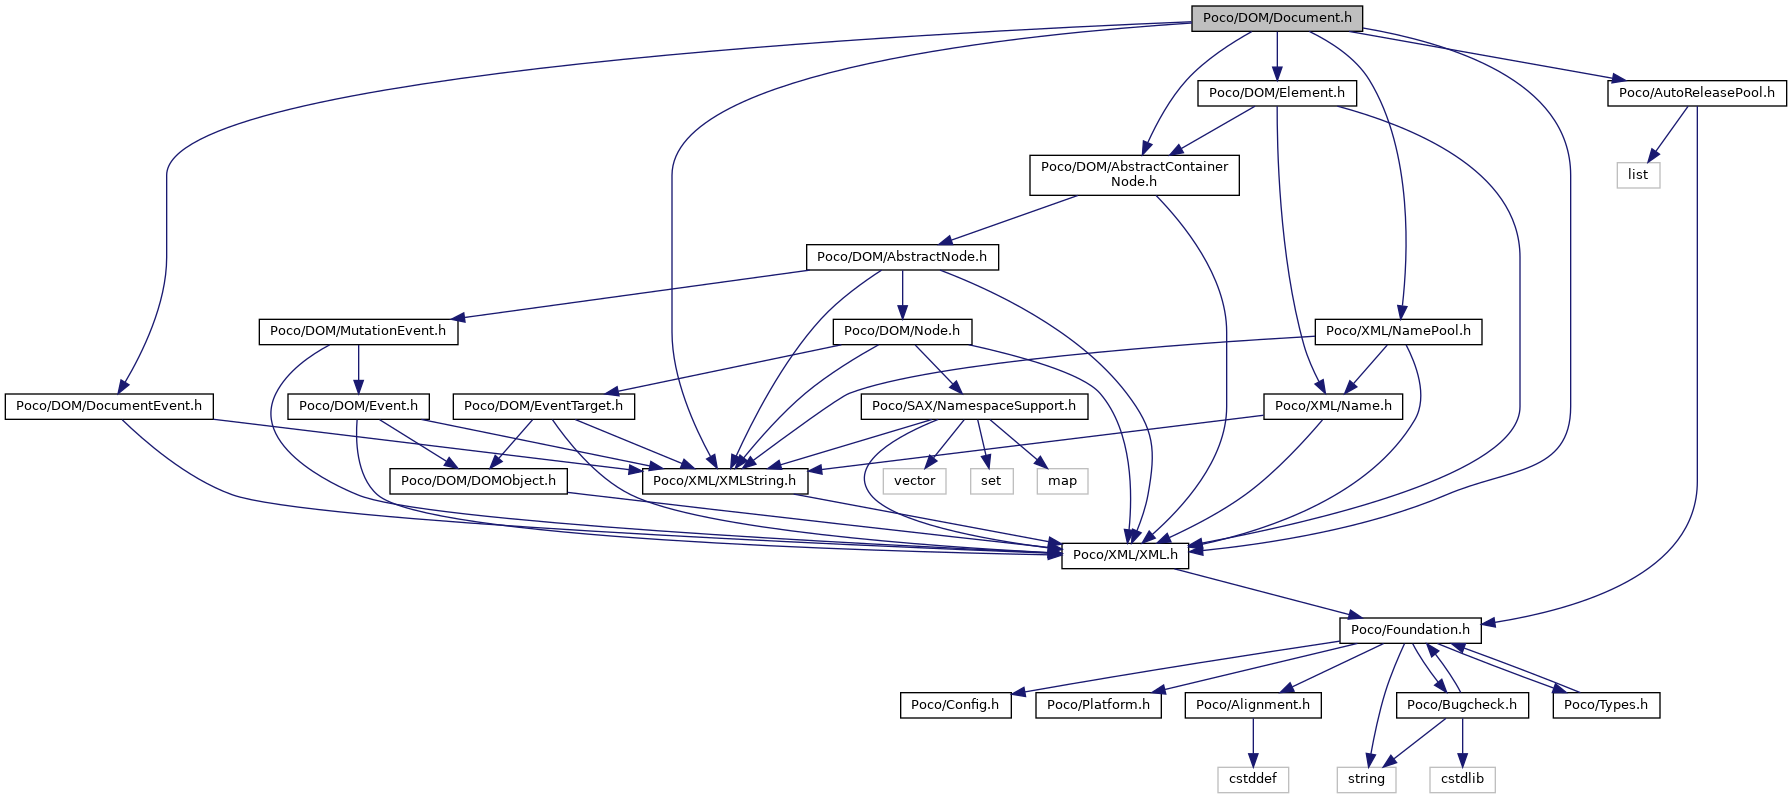 Poco/DOM/Document.h
Poco/DOM/Element.h
Poco/AutoReleasePool.h
Poco/DOM/AbstractContainer
Node.h
list
Poco/DOM/AbstractNode.h
Poco/DOM/MutationEvent.h
Poco/DOM/Node.h
Poco/XML/NamePool.h
Poco/DOM/DocumentEvent.h
Poco/DOM/Event.h
Poco/DOM/EventTarget.h
Poco/SAX/NamespaceSupport.h
Poco/XML/Name.h
Poco/DOM/DOMObject.h
Poco/XML/XMLString.h
vector
set
map
Poco/XML/XML.h
Poco/Foundation.h
Poco/Config.h
Poco/Platform.h
Poco/Alignment.h
Poco/Bugcheck.h
Poco/Types.h
cstddef
string
cstdlib